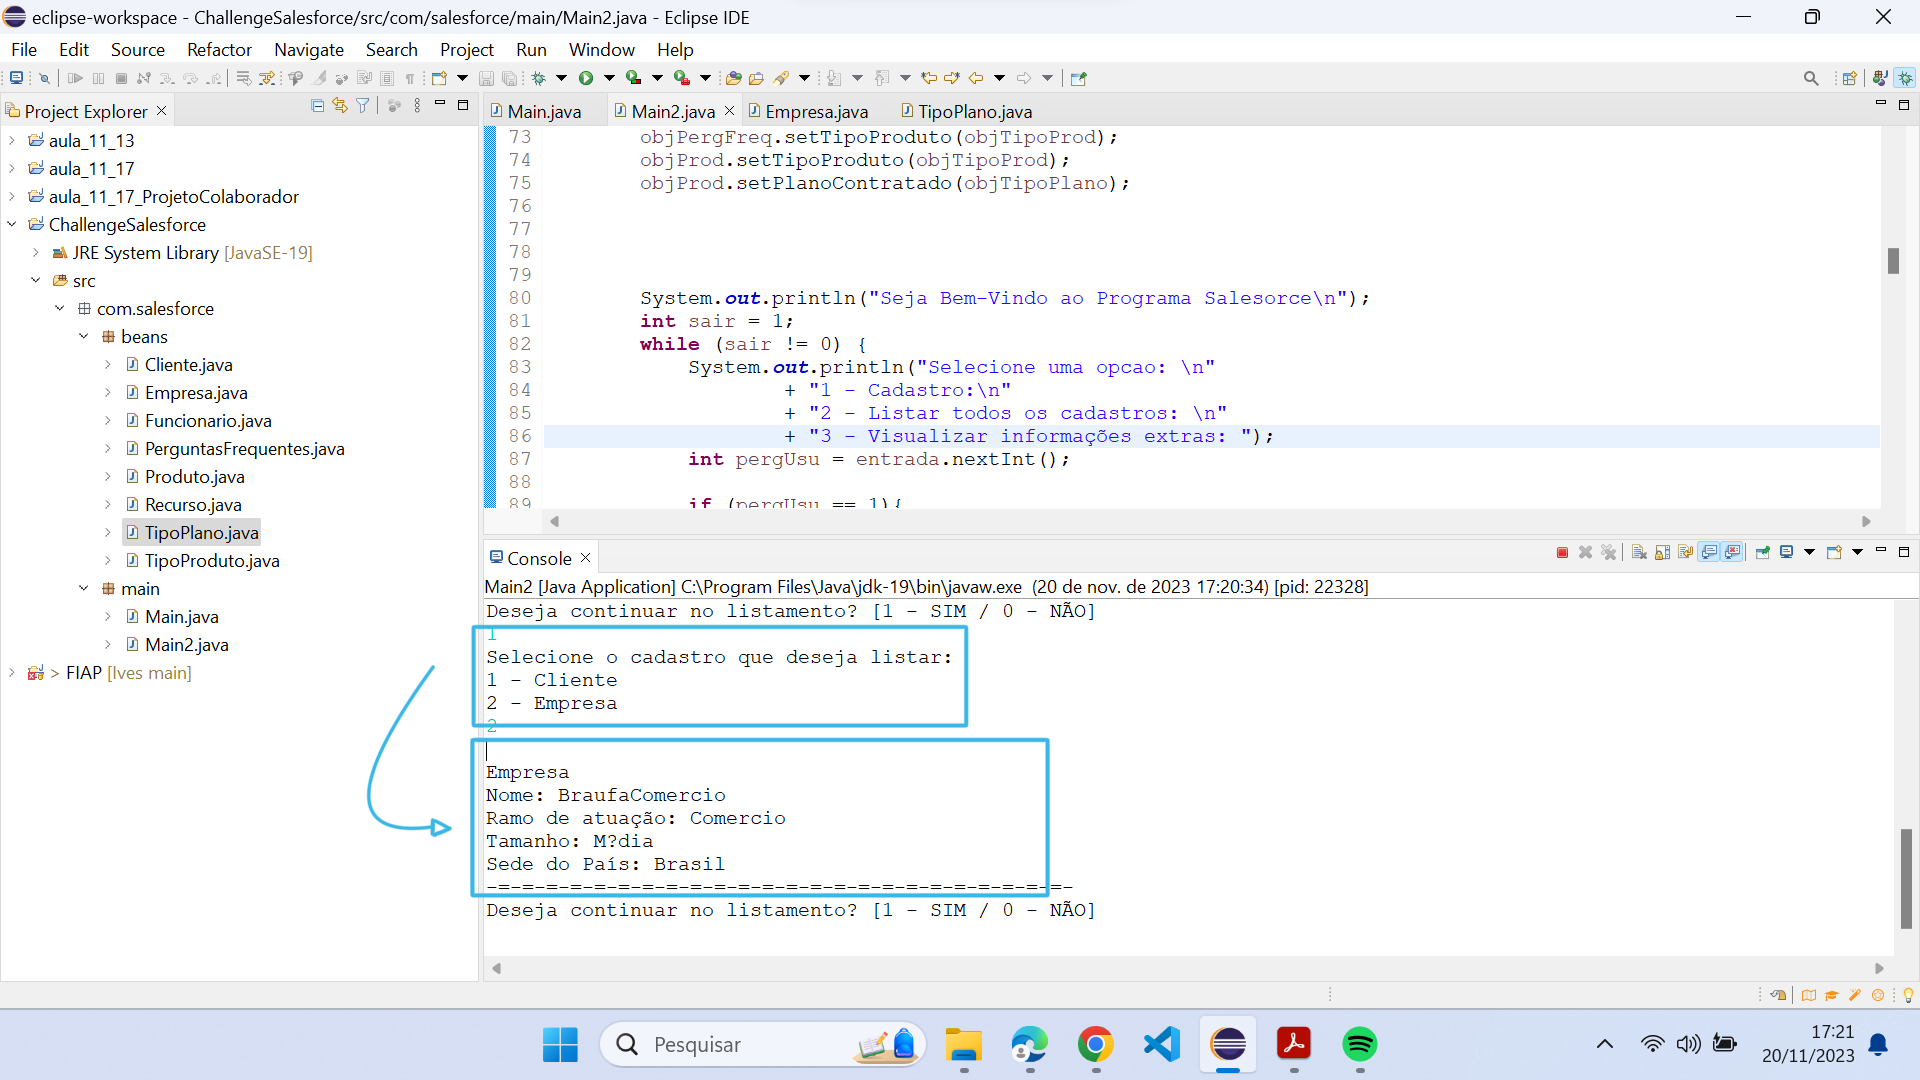 eclipse-workspace - ChallengeSalesforce/src/com/salesforce/main/Main2.java - Eclipse IDE
File Edit Source Refactor Navigate Search Project Run Window Help
Project Explorer
aula_11_13
aula_11_17
aula_11_17_ProjetoColaborador
ChallengeSalesforce
JRE System Library [JavaSE-19]
src
com.salesforce
beans
Cliente.java
Empresa.java
Funcionario.java
PerguntasFrequentes.java
Produto.java
Recurso.java
TipoPlano.java
TipoProduto.java
main
Main.java
Main2.java
> FIAP [Ives main]
Main.java Main2.java Empresa.java TipoPlano.java
73 objPergFreq.setTipoProduto(objTipoProd);
74 objProd.setTipoProduto(objTipoProd);
75 objProd.setPlanoContratado(objTipoPlano);
76
77
78
79
80 System.out.println("Seja Bem-Vindo ao Programa Salesorce\n");
81 int sair = 1;
82 while (sair != 0) {
83 System.out.println("Selecione uma opcao: \n"
84 + "1 - Cadastro:\n"
85 + "2 - Listar todos os cadastros: \n"
86 + "3 - Visualizar informações extras: ");
87 int pergUsu = entrada.nextInt();
88
89 if (pergUsu == 1){
Console
Main2 [Java Application] C:\Program Files\Java\jdk-19\bin\javaw.exe (20 de nov. de 2023 17:20:34) [pid: 22328]
Deseja continuar no listamento? [1 - SIM / 0 - NÃO]
1
Selecione o cadastro que deseja listar:
1 - Cliente
2 - Empresa
2
Empresa
Nome: BraufaComercio
Ramo de atuação: Comercio
Tamanho: M?dia
Sede do País: Brasil
-=-=-=-=-=-=-=-=-=-=-=-=-=-=-=-=-=-=-=-=-=-=-=-=-
Deseja continuar no listamento? [1 - SIM / 0 - NÃO]
Pesquisar
17:21
20/11/2023